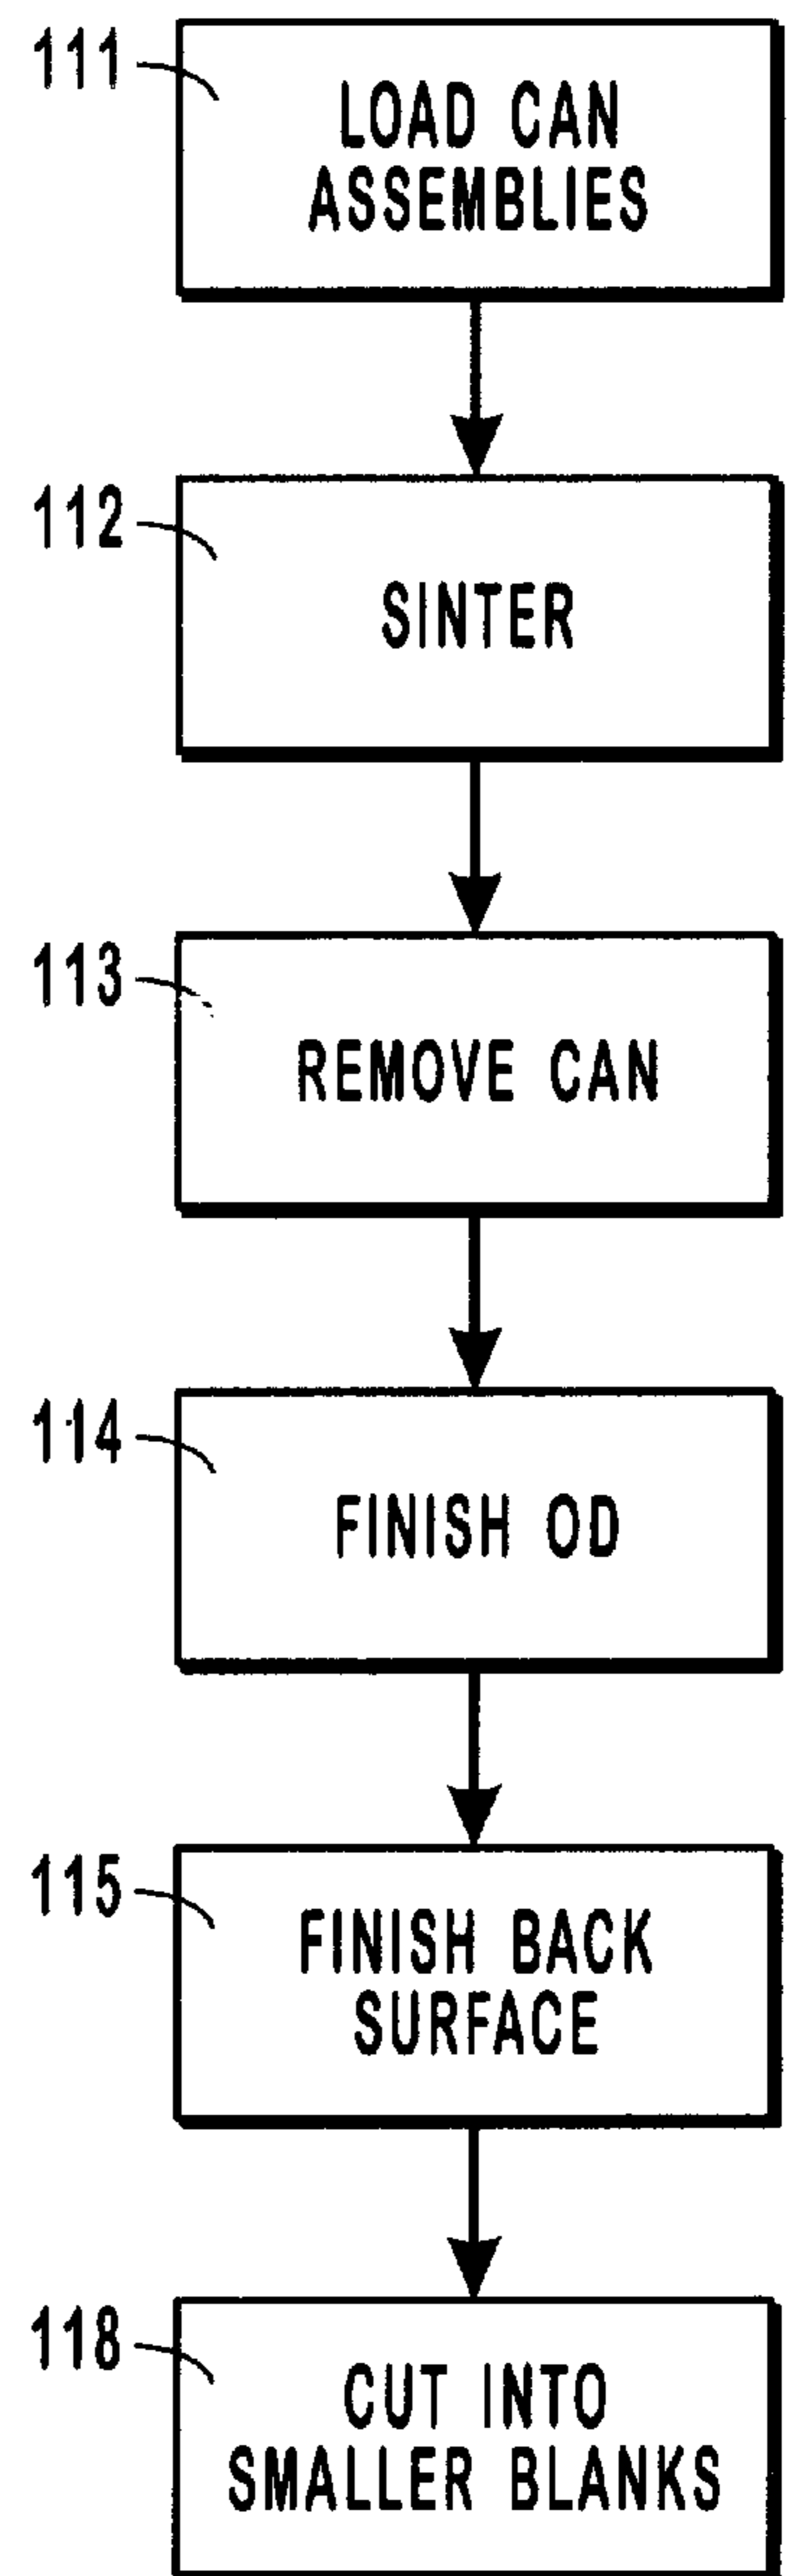 111
LOAD CAN
ASSEMBLIES
112
SINTER
113
REMOVE CAN
114
FINISH OD
115
FINISH BACK
SURFACE
118
CUT INTO
SMALLER BLANKS